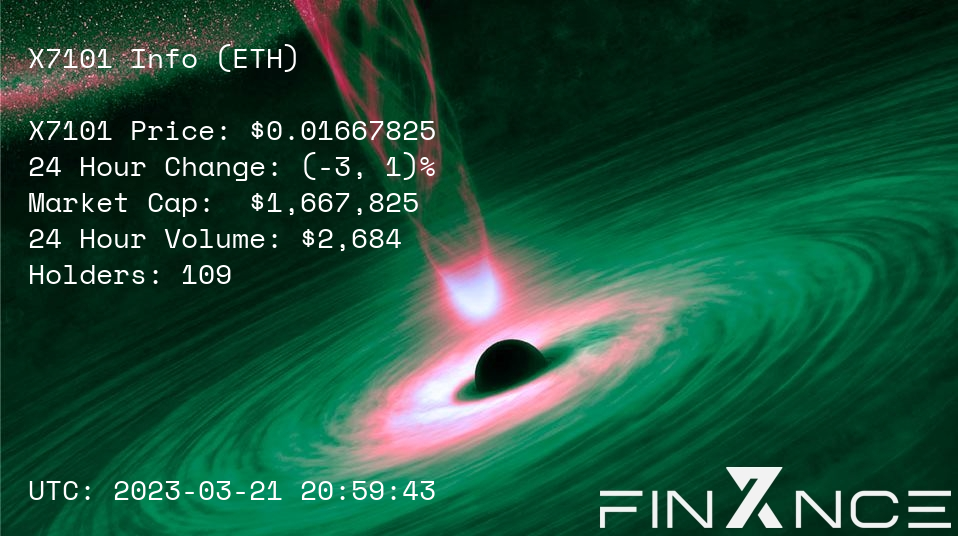 X7101 Info (ETH)
X7101 Price: $0.01667825
24 Hour Change: (-3, 1)%
Market Cap:  $1,667,825
24 Hour Volume: $2,684
Holders: 109
UTC: 2023-03-21 20:59:43
FINXNCE